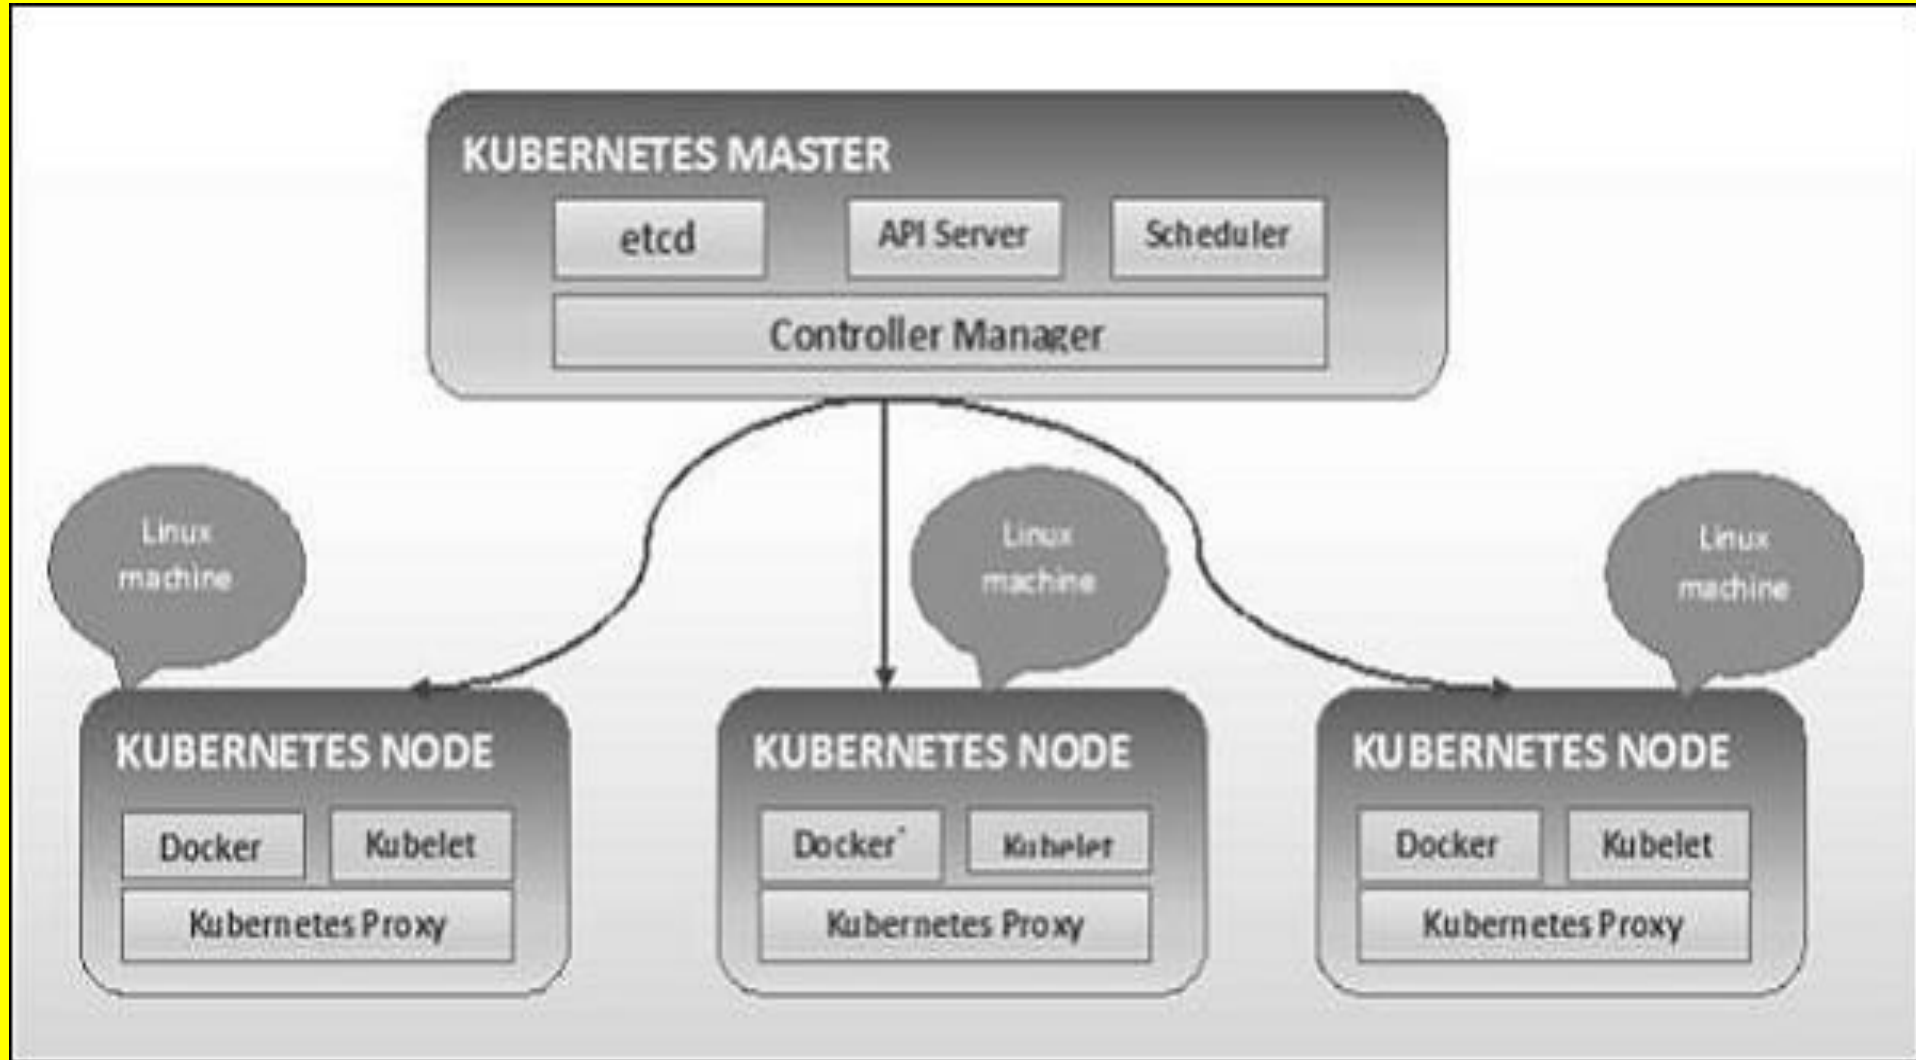 KUBERNETES MASTER
etcd
API Server
Scheduler
Controller Manager
Linux
machine
Linux
machine
Linux
machine
KUBERNETES NODE
Docker
Kubelet
Kubernetes Proxy
KUBERNETES NODE
Docker
Kubelet
Kubernetes Proxy
KUBERNETES NODE
Docker
Kubelet
Kubernetes Proxy